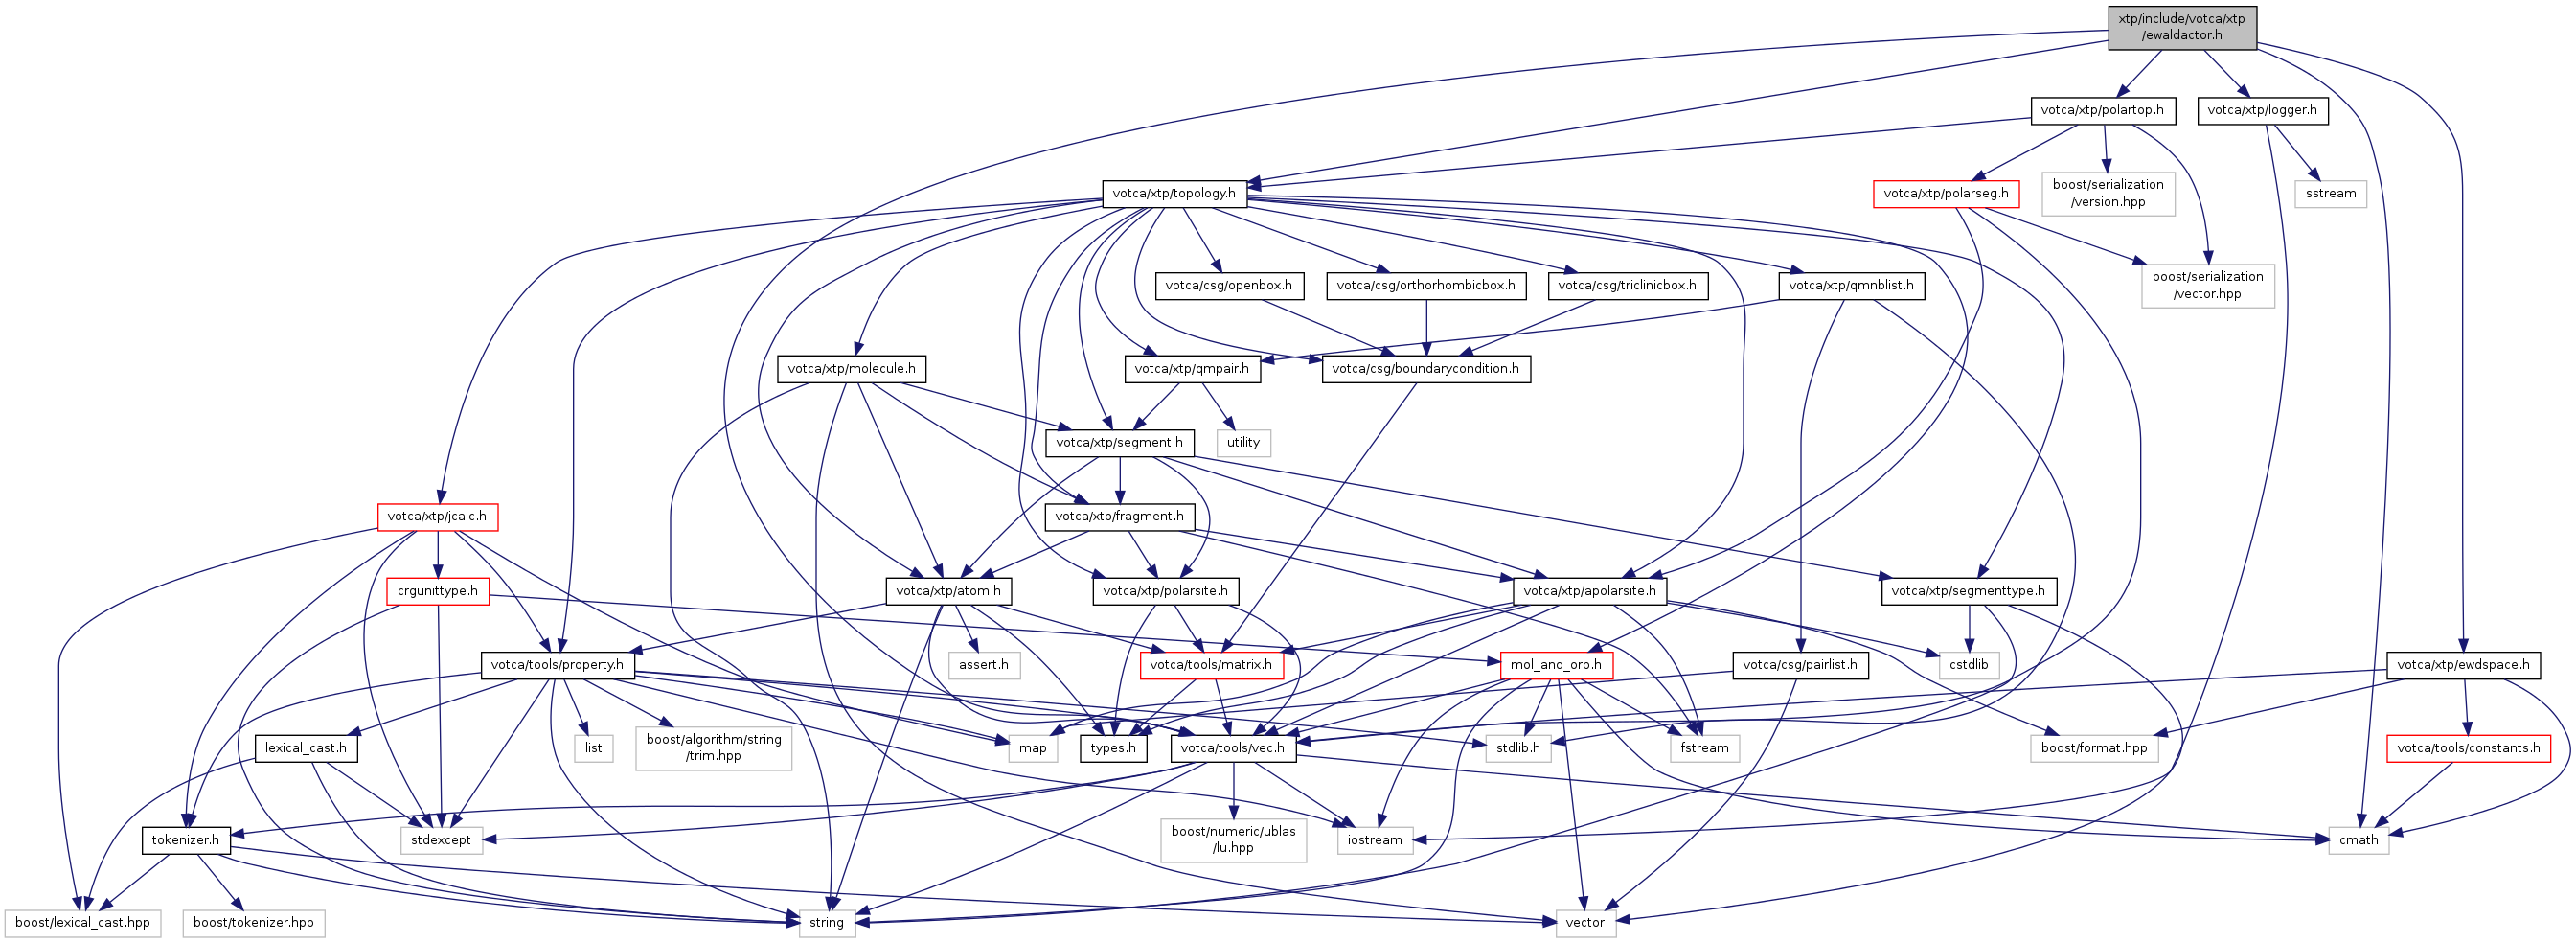 xtp/include/votca/xtp
/ewaldactor.h
votca/xtp/polartop.h
votca/xtp/logger.h
votca/xtp/topology.h
votca/xtp/polarseg.h
boost/serialization
/version.hpp
sstream
votca/csg/openbox.h
votca/csg/orthorhombicbox.h
votca/csg/triclinicbox.h
votca/xtp/qmnblist.h
boost/serialization
/vector.hpp
votca/xtp/molecule.h
votca/xtp/qmpair.h
votca/csg/boundarycondition.h
votca/xtp/segment.h
utility
votca/xtp/jcalc.h
votca/xtp/fragment.h
crgunittype.h
votca/xtp/atom.h
votca/xtp/polarsite.h
votca/xtp/apolarsite.h
votca/xtp/segmenttype.h
votca/tools/property.h
assert.h
votca/tools/matrix.h
mol_and_orb.h
votca/csg/pairlist.h
cstdlib
votca/xtp/ewdspace.h
lexical_cast.h
list
boost/algorithm/string
/trim.hpp
map
types.h
votca/tools/vec.h
stdlib.h
fstream
boost/format.hpp
votca/tools/constants.h
tokenizer.h
stdexcept
boost/numeric/ublas
/lu.hpp
iostream
cmath
boost/lexical_cast.hpp
boost/tokenizer.hpp
string
vector